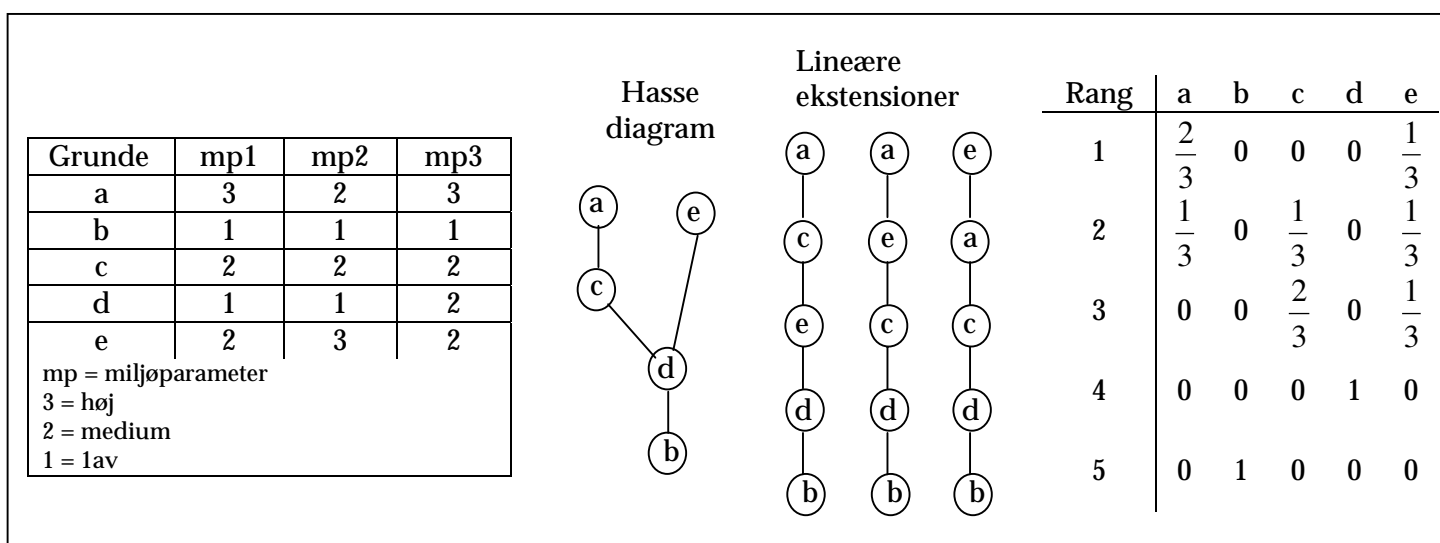 Grunde mp1 mp2 mp3
a 3 2 3
b 1 1 1
c 2 2 2
d 1 1 2
e 2 3 2
mp = miljøparameter
3 = høj
2 = medium
1 = 1av
Hasse
diagram
a
e
c
d
b
Lineære
ekstensioner
a a e
c e a
e c c
d d d
b b b
Rang a b c d e
1 2/3 0 0 0 1/3
2 1/3 0 1/3 0 1/3
3 0 0 2/3 0 1/3
4 0 0 0 1 0
5 0 1 0 0 0